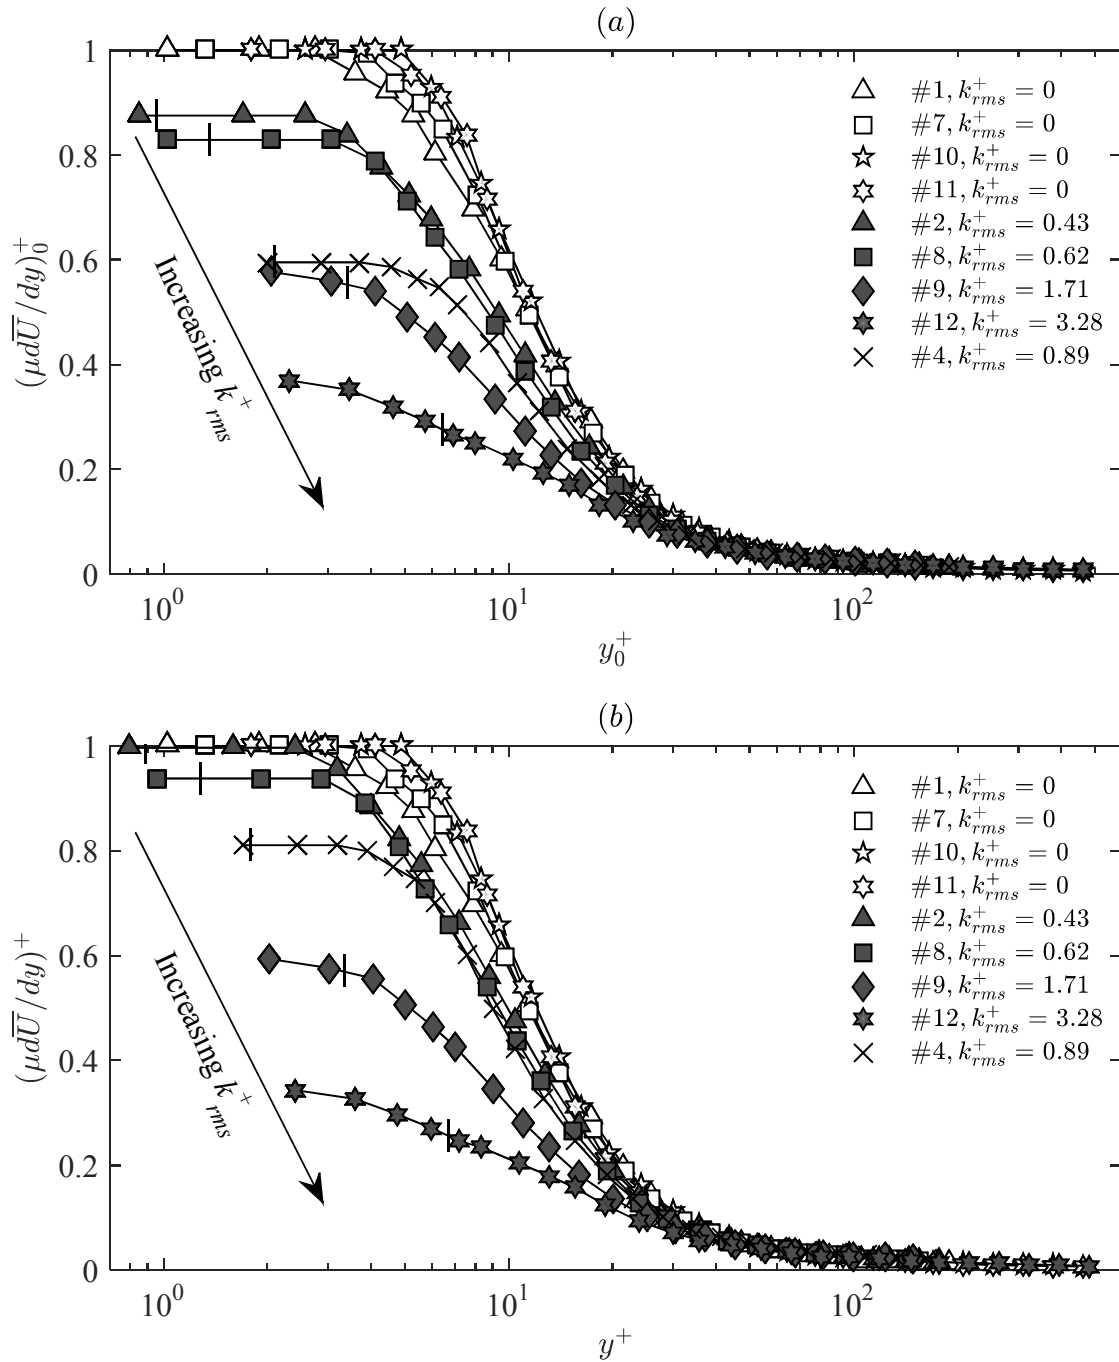 (a)
1
0.8
0.6
0.4
0.2
0
(μdU̅/dy)₀⁺
Increasing k⁺rms
#1, k⁺rms = 0
#7, k⁺rms = 0
#10, k⁺rms = 0
#11, k⁺rms = 0
#2, k⁺rms = 0.43
#8, k⁺rms = 0.62
#9, k⁺rms = 1.71
#12, k⁺rms = 3.28
#4, k⁺rms = 0.89
10⁰ 10¹ 10²
y₀⁺
(b)
1
0.8
0.6
0.4
0.2
0
(μdU̅/dy)⁺
Increasing k⁺rms
#1, k⁺rms = 0
#7, k⁺rms = 0
#10, k⁺rms = 0
#11, k⁺rms = 0
#2, k⁺rms = 0.43
#8, k⁺rms = 0.62
#9, k⁺rms = 1.71
#12, k⁺rms = 3.28
#4, k⁺rms = 0.89
10⁰ 10¹ 10²
y⁺